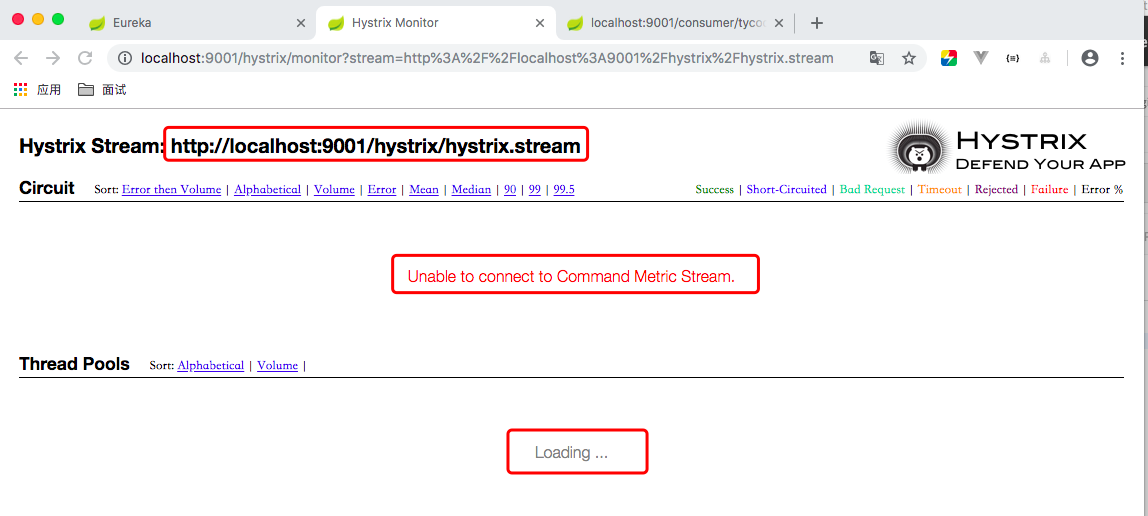 Eureka
Hystrix Monitor
localhost:9001/consumer/tyco
localhost:9001/hystrix/monitor?stream=http%3A%2F%2Flocalhost%3A9001%2Fhystrix%2Fhystrix.stream
应用 面试
Hystrix Stream: http://localhost:9001/hystrix/hystrix.stream
HYSTRIX
DEFEND YOUR APP
Circuit Sort: Error then Volume | Alphabetical | Volume | Error | Mean | Median | 90 | 99 | 99.5
Success | Short-Circuited | Bad Request | Timeout | Rejected | Failure | Error %
Unable to connect to Command Metric Stream.
Thread Pools Sort: Alphabetical | Volume |
Loading ...